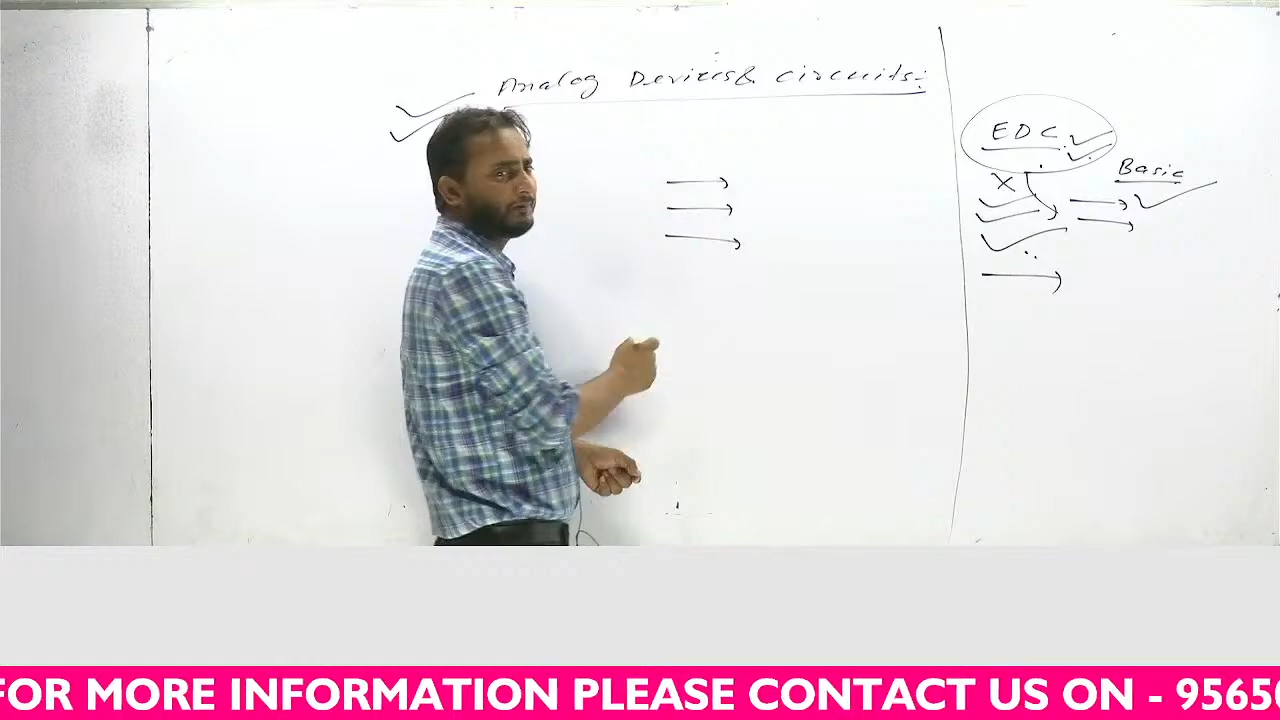 Analog Devices & Circuits:
EDC
Basic
FOR MORE INFORMATION PLEASE CONTACT US ON - 9565